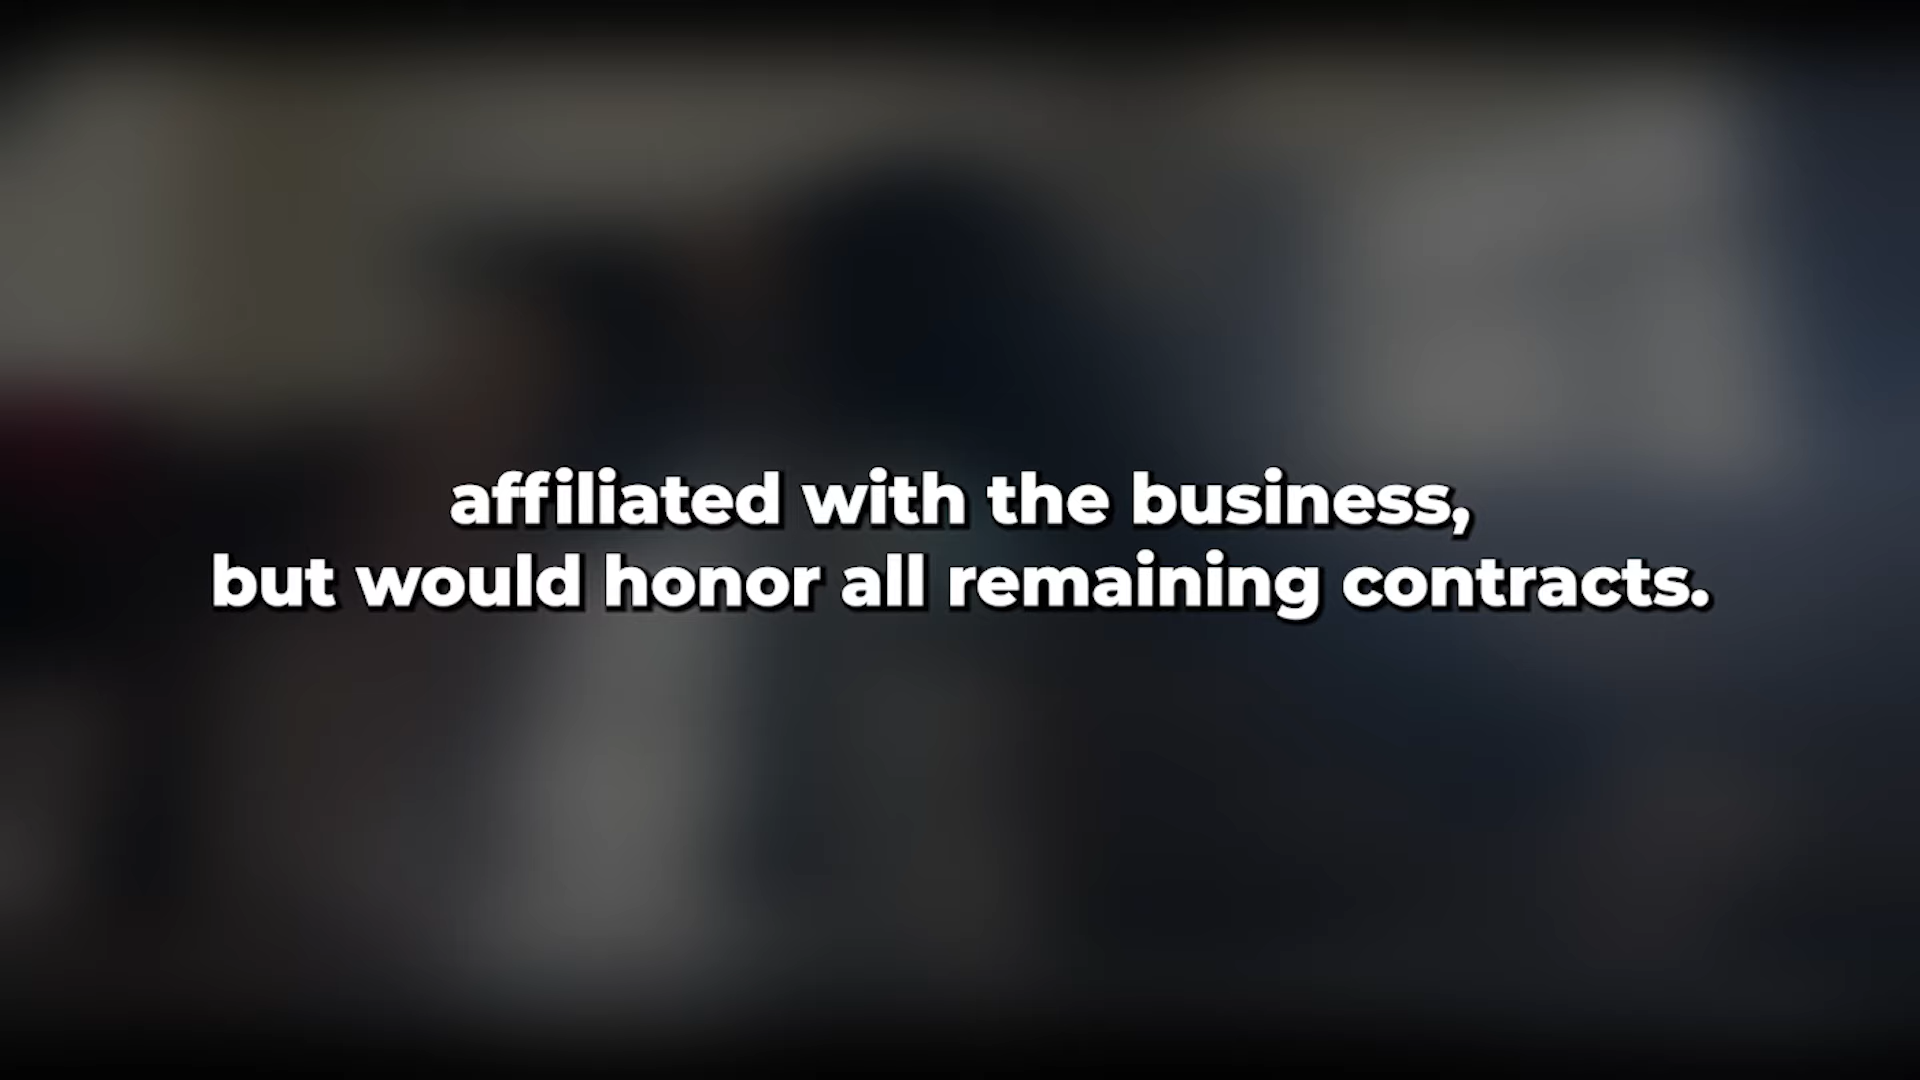 affiliated with the business,
but would honor all remaining contracts.